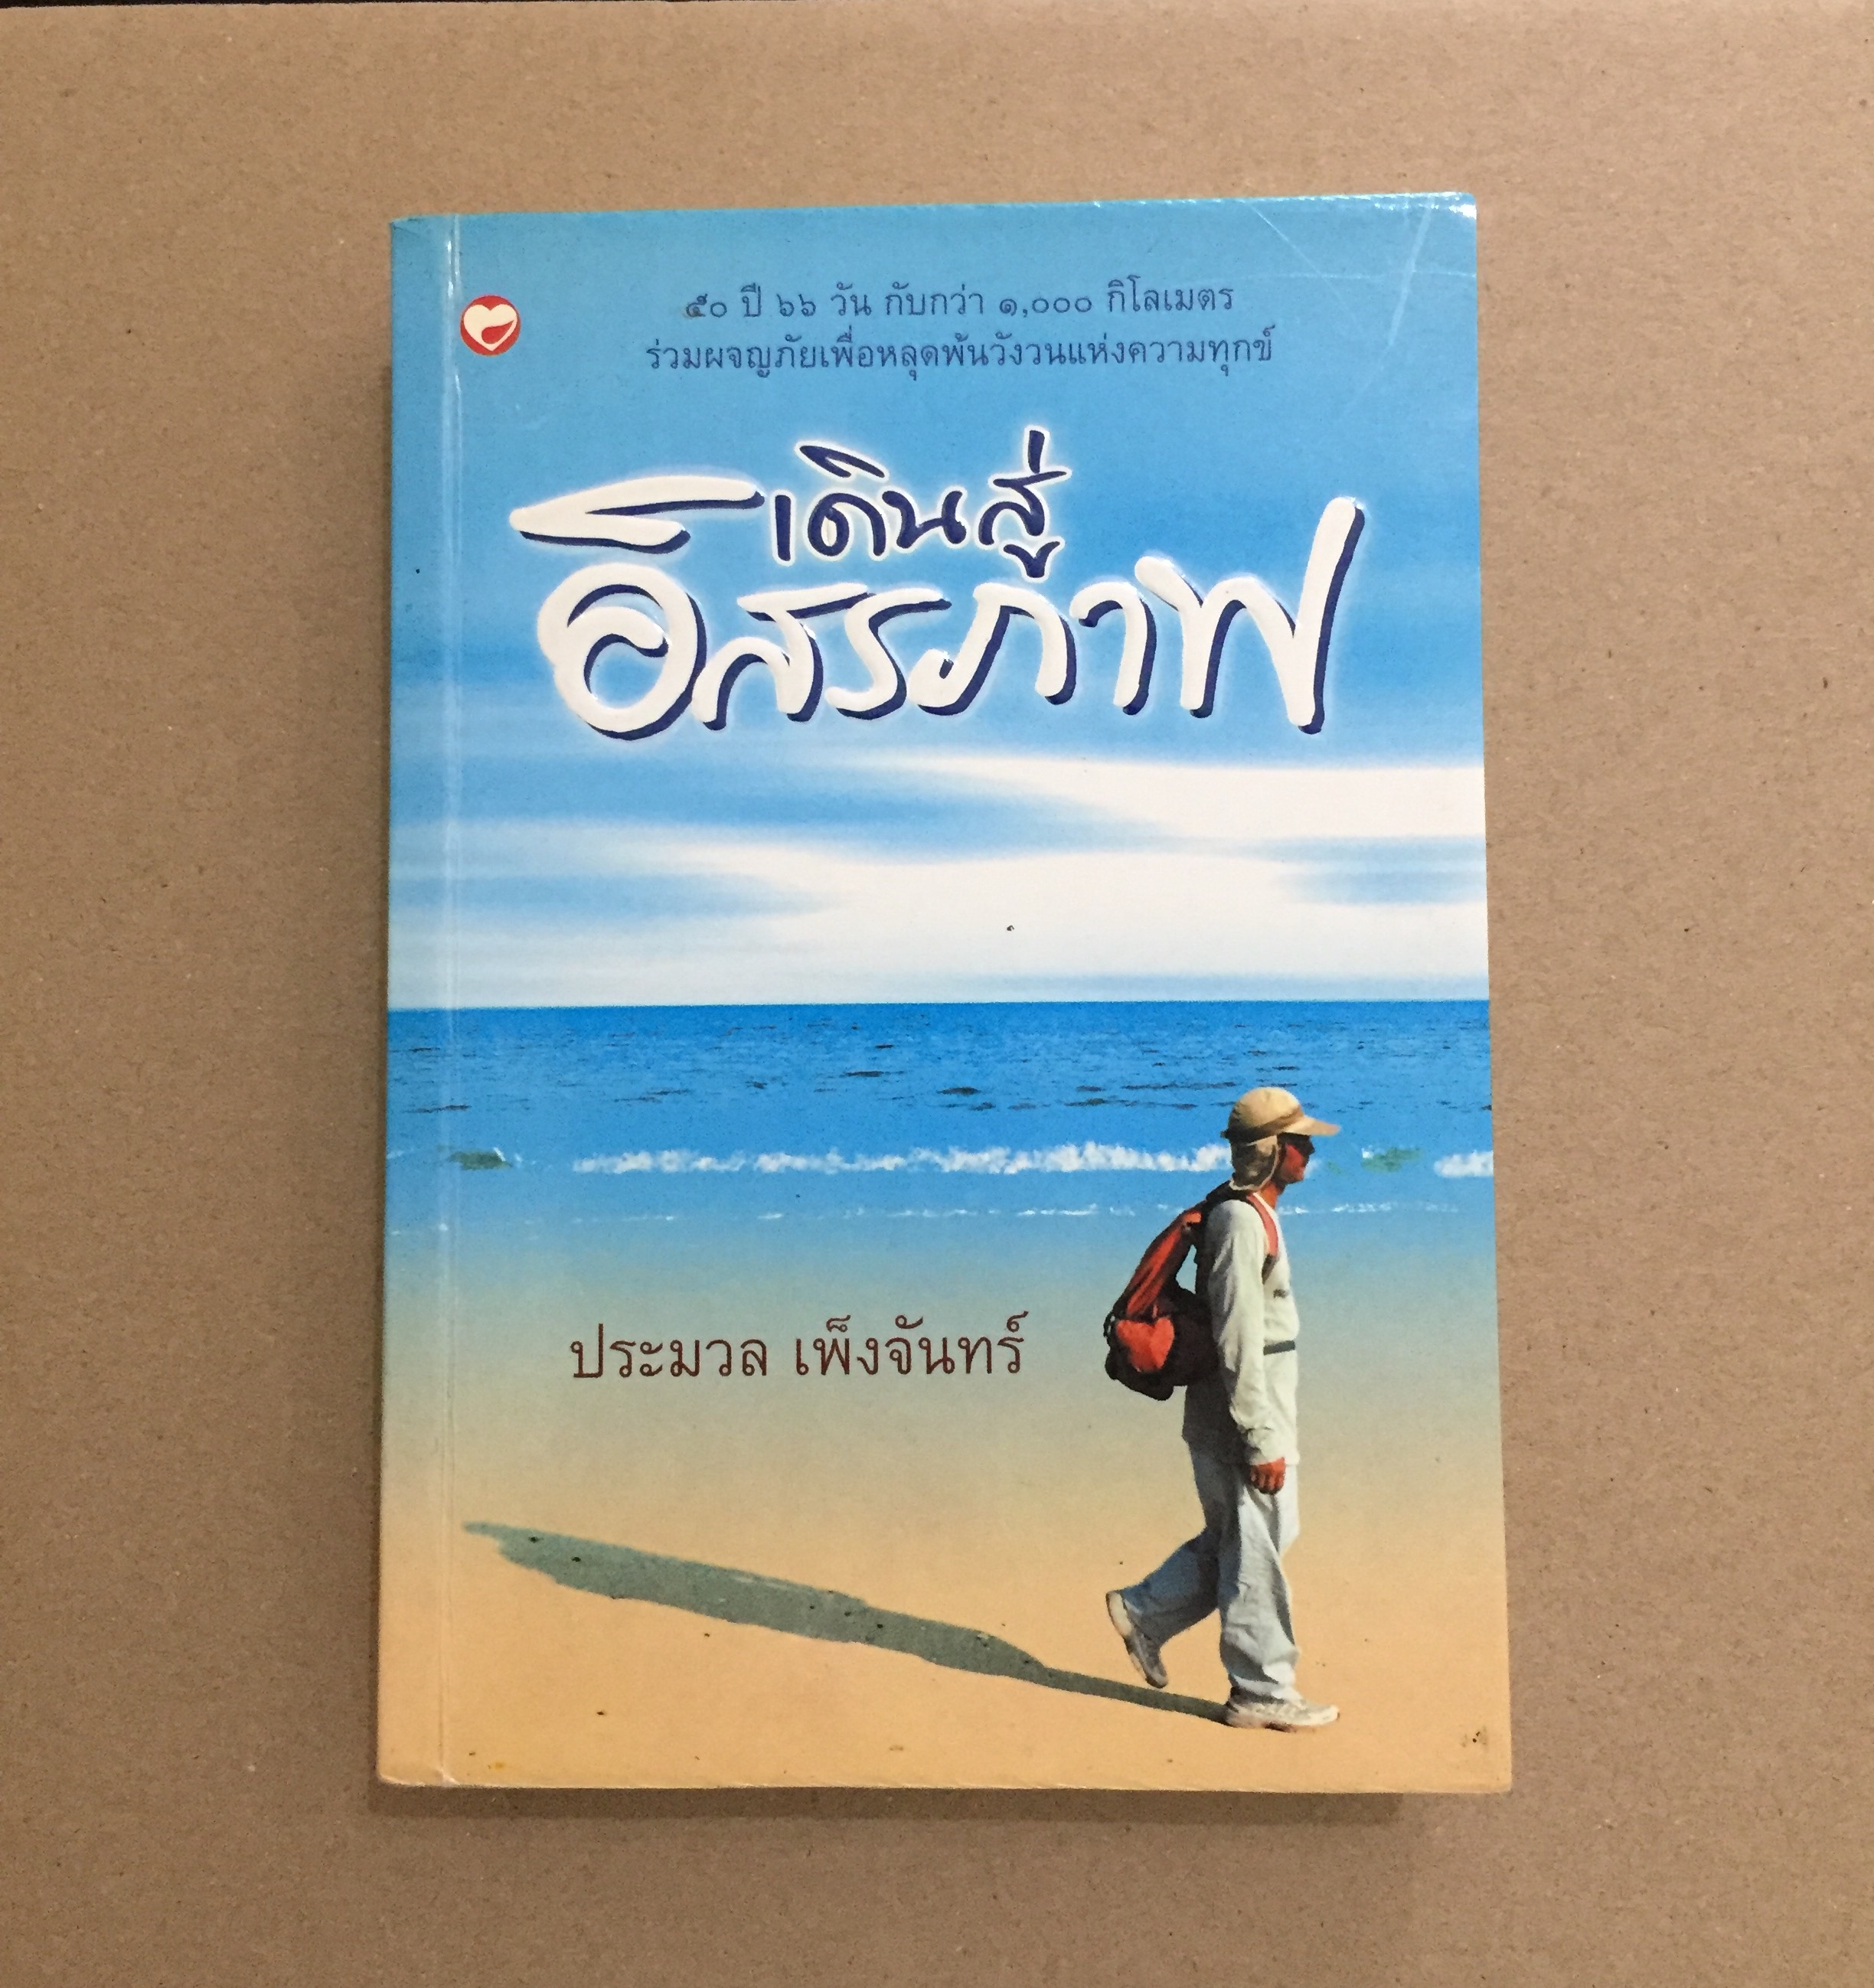 ๕๐ ปี ๖๖ วัน กับกว่า ๑,๐๐๐ กิโลเมตร
ร่วมผจญภัยเพื่อหลุดพ้นวังวนแห่งความทุกข์
เดินสู่
อิสรภาพ
ประมวล เพ็งจันทร์